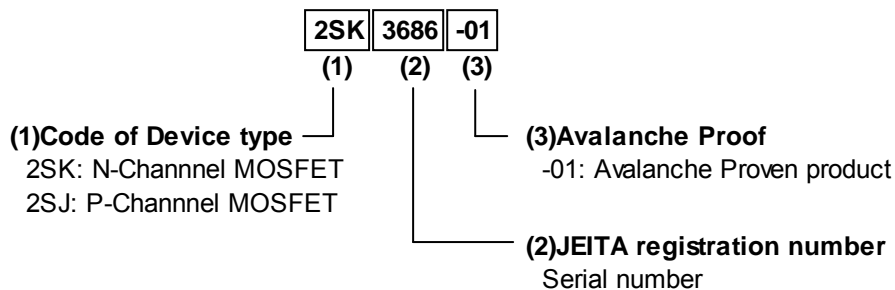 2SK 3686 -01
(1) (2) (3)
(1)Code of Device type
2SK: N-Channnel MOSFET
2SJ: P-Channnel MOSFET
(3)Avalanche Proof
-01: Avalanche Proven product
(2)JEITA registration number
Serial number